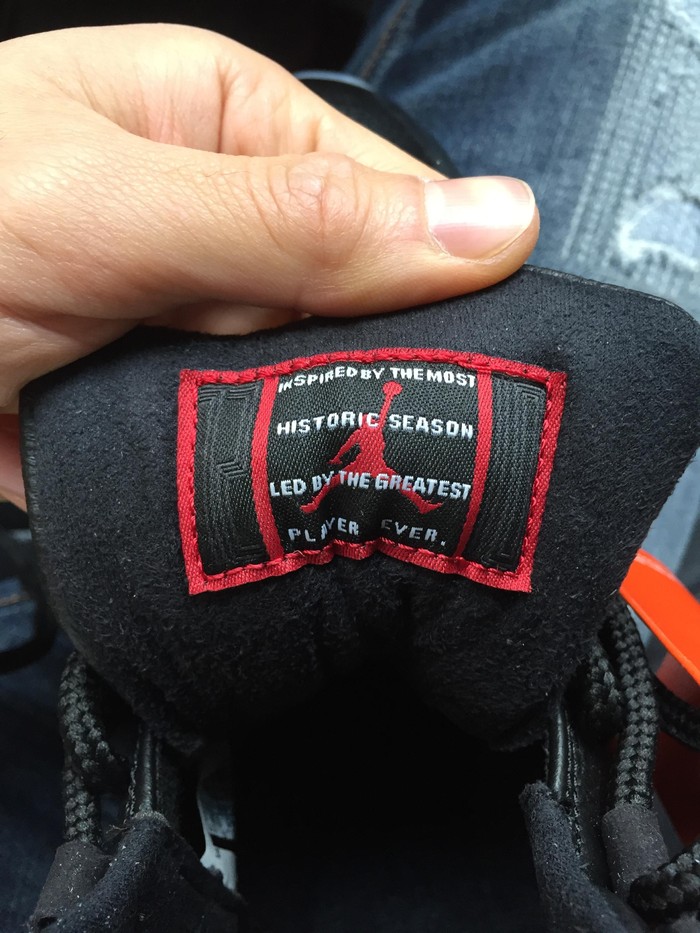 INSPIRED BY THE MOST
HISTORIC SEASON
LED BY THE GREATEST
PLAYER EVER.